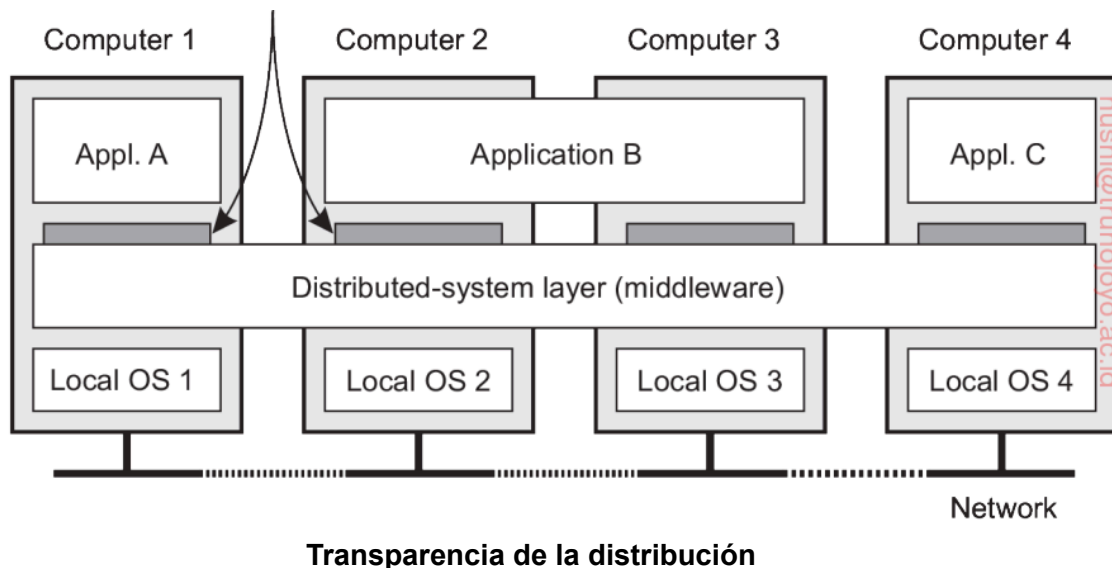 Computer 1
Computer 2
Computer 3
Computer 4
Appl. A
Application B
Appl. C
Distributed-system layer (middleware)
Local OS 1
Local OS 2
Local OS 3
Local OS 4
Network
Transparencia de la distribución